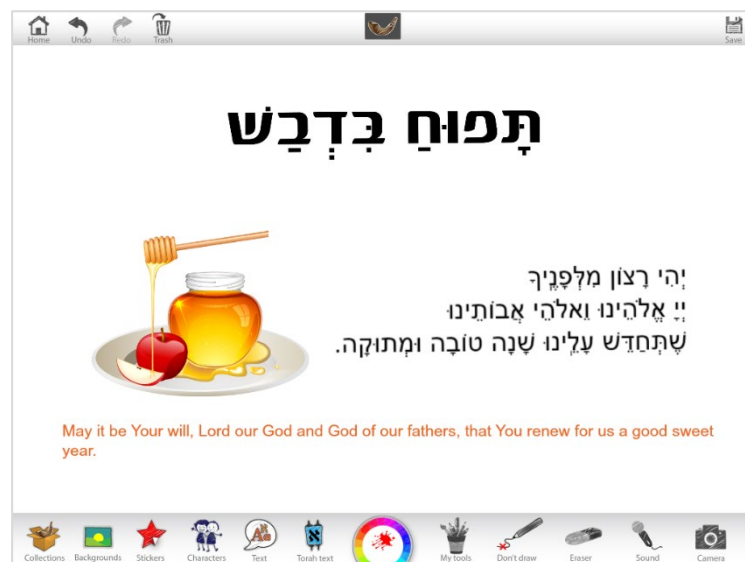 Home Undo Redo Trash Save
תָּפוּחַ בִּדְבַשׁ
יְהִי רָצוֹן מִלְּפָנֶֽיךָ
יְיָ אֱלֹהֵֽינוּ וֵאלֹהֵי אֲבוֹתֵֽינוּ
שֶׁתְּחַדֵּשׁ עָלֵֽינוּ שָׁנָה טוֹבָה וּמְתוּקָה.
May it be Your will, Lord our God and God of our fathers, that You renew for us a good sweet
year.
Collections Backgrounds Stickers Characters Text Torah text My tools Don't draw Eraser Sound Camera